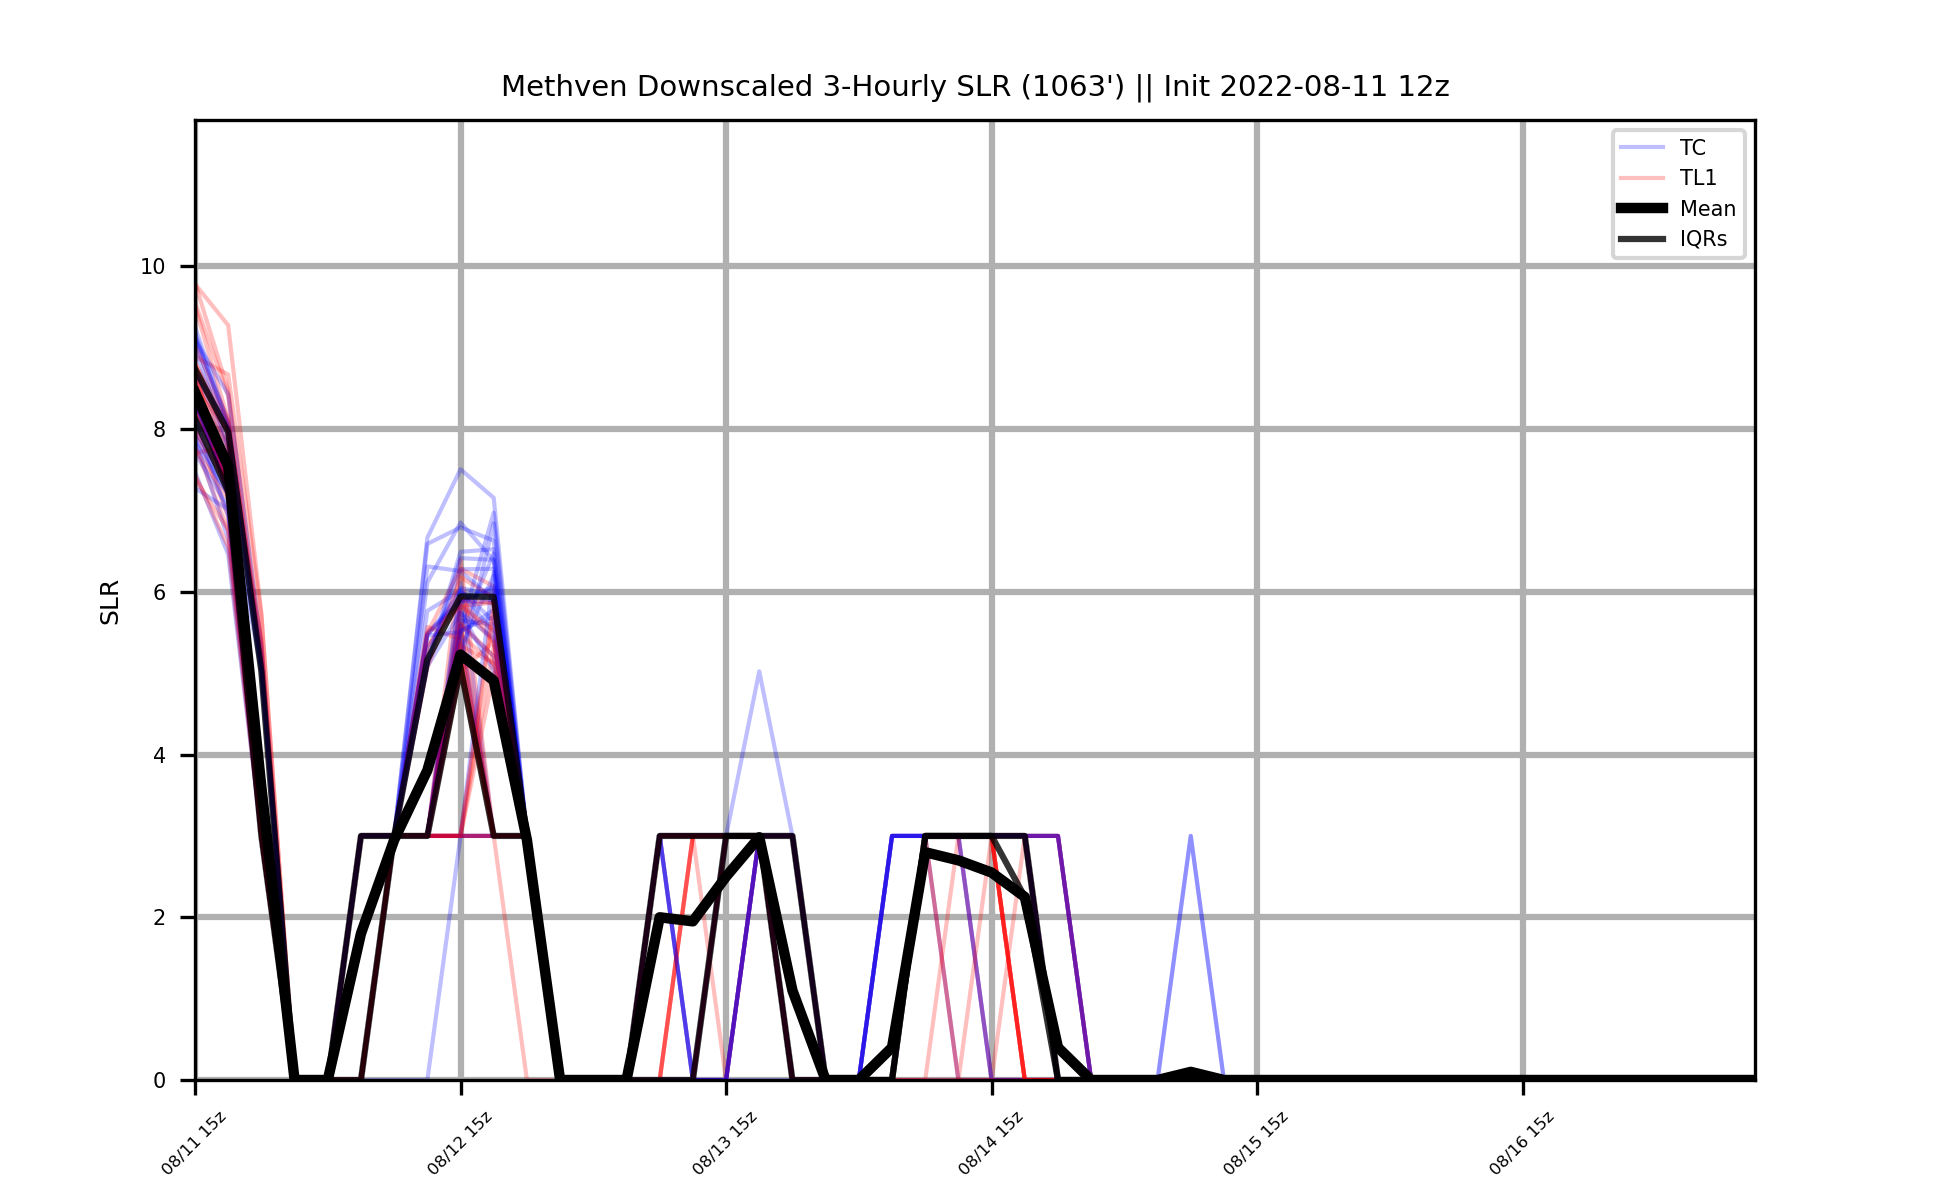 Methven Downscaled 3-Hourly SLR (1063') || Init 2022-08-11 12z
TC
TL1
Mean
IQRs
SLR
10
8
6
4
2
0
08/11 15z
08/12 15z
08/13 15z
08/14 15z
08/15 15z
08/16 15z